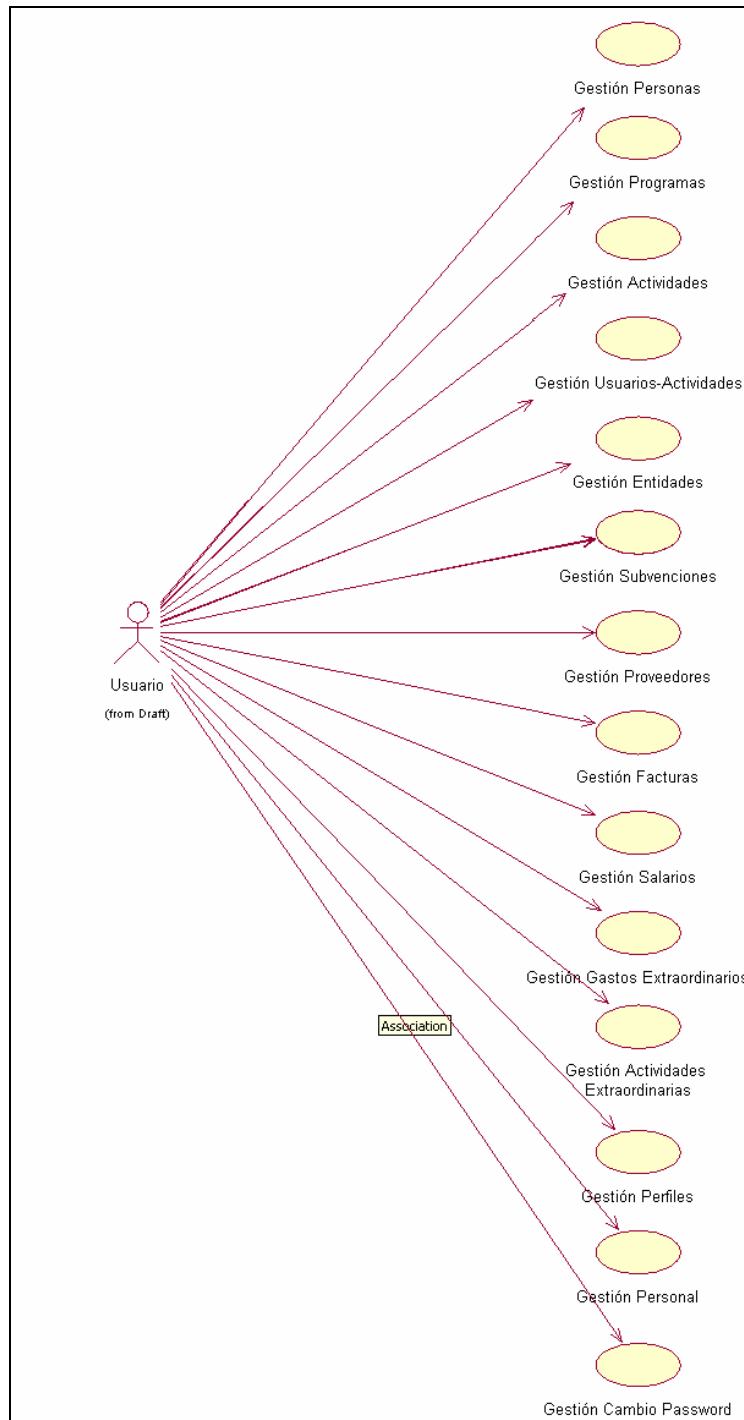 Gestión Personas
Gestión Programas
Gestión Actividades
Gestión Usuarios-Actividades
Gestión Entidades
Gestión Subvenciones
Usuario
(from Draft)
Gestión Proveedores
Gestión Facturas
Gestión Salarios
Gestión Gastos Extraordinarios
Association
Gestión Actividades
Extraordinarias
Gestión Perfiles
Gestión Personal
Gestión Cambio Password